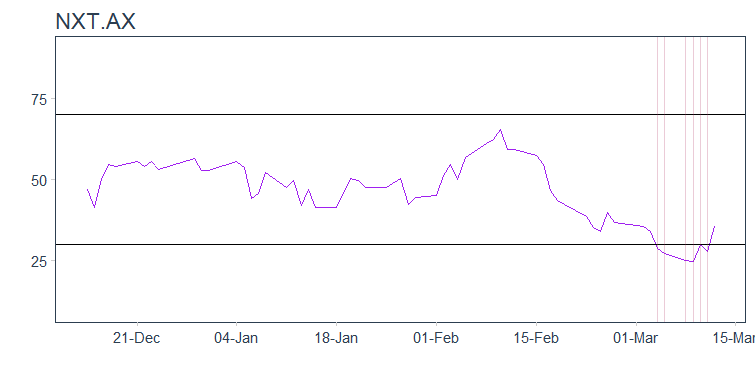 NXT.AX
75
50
25
21-Dec
04-Jan
18-Jan
01-Feb
15-Feb
01-Mar
15-Mar